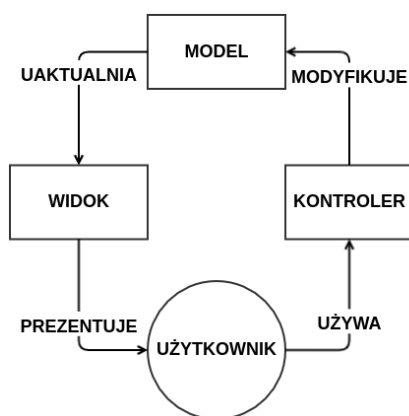 MODEL
UAKTUALNIA
MODYFIKUJE
WIDOK
KONTROLER
PREZENTUJE
UŻYWA
UŻYTKOWNIK